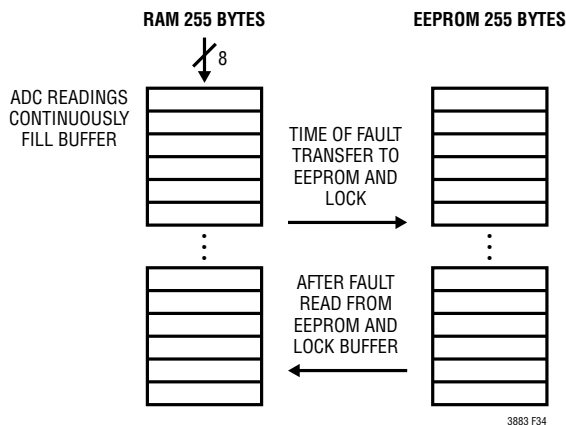 RAM 255 BYTES
EEPROM 255 BYTES
8
ADC READINGS
CONTINUOUSLY
FILL BUFFER
TIME OF FAULT
TRANSFER TO
EEPROM AND
LOCK
AFTER FAULT
READ FROM
EEPROM AND
LOCK BUFFER
3883 F34